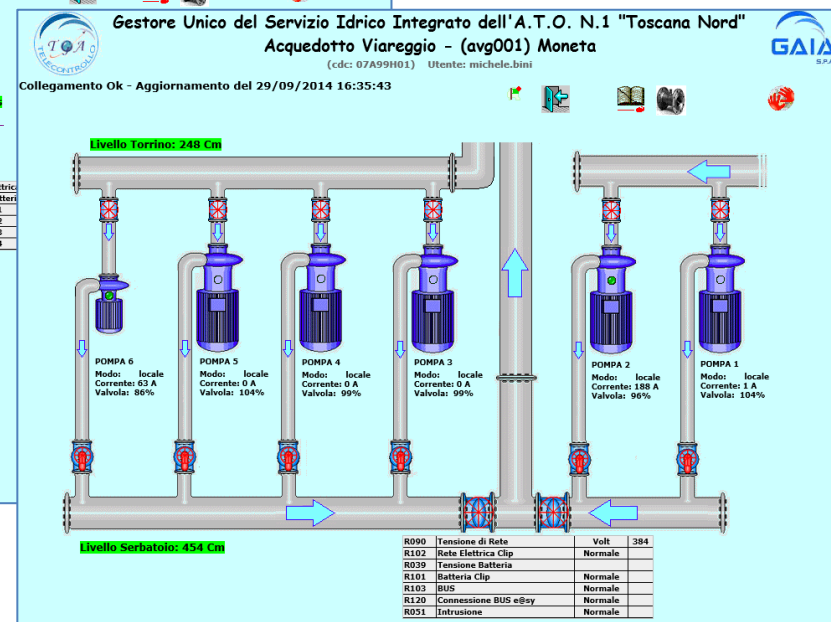 Gestore Unico del Servizio Idrico Integrato dell'A.T.O. N.1 "Toscana Nord"
Acquedotto Viareggio - (avg001) Moneta
(cdc: 07A99H01) Utente: michele.bini
TQA
TELECONTROLLO
GAIA
S.P.A
Collegamento Ok - Aggiornamento del 29/09/2014 16:35:43
Livello Torrino: 248 Cm
POMPA 6
Modo: locale
Corrente: 63 A
Valvola: 86%
POMPA 5
Modo: locale
Corrente: 0 A
Valvola: 104%
POMPA 4
Modo: locale
Corrente: 0 A
Valvola: 99%
POMPA 3
Modo: locale
Corrente: 0 A
Valvola: 99%
POMPA 2
Modo: locale
Corrente: 188 A
Valvola: 96%
POMPA 1
Modo: locale
Corrente: 1 A
Valvola: 104%
Livello Serbatoio: 454 Cm
R090 Tensione di Rete Volt 384
R102 Rete Elettrica Clip Normale
R039 Tensione Batteria
R101 Batteria Clip Normale
R103 BUS Normale
R120 Connessione BUS e@sy Normale
R051 Intrusione Normale